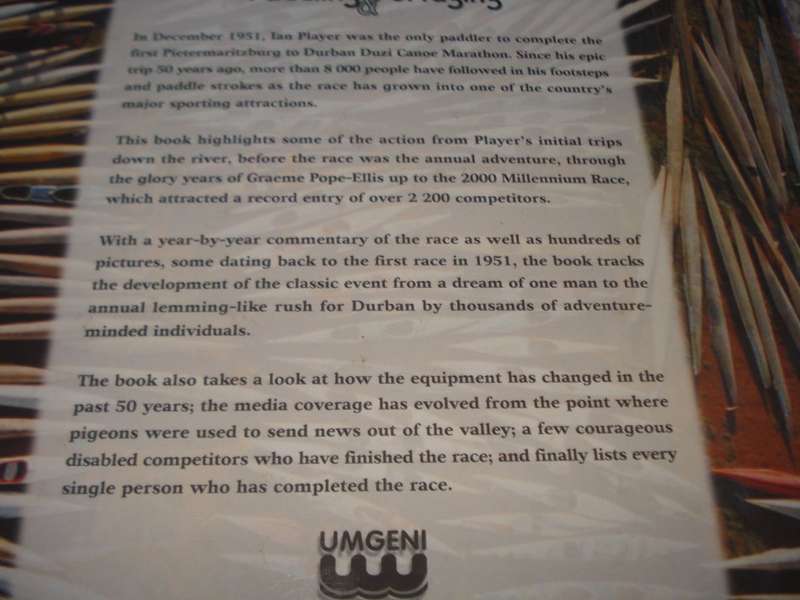 In December 1951, Ian Player was the only paddler to complete the
first Pietermaritzburg to Durban Duzi Canoe Marathon. Since his epic
trip 50 years ago, more than 8 000 people have followed in his footsteps
and paddle strokes as the race has grown into one of the country's
major sporting attractions.
This book highlights some of the action from Player's initial trips
down the river, before the race was the annual adventure, through
the glory years of Graeme Pope-Ellis up to the 2000 Millennium Race,
which attracted a record entry of over 2 200 competitors.
With a year-by-year commentary of the race as well as hundreds of
pictures, some dating back to the first race in 1951, the book tracks
the development of the classic event from a dream of one man to the
annual lemming-like rush for Durban by thousands of adventure-
minded individuals.
The book also takes a look at how the equipment has changed in the
past 50 years; the media coverage has evolved from the point where
pigeons were used to send news out of the valley; a few courageous
disabled competitors who have finished the race; and finally lists every
single person who has completed the race.
UMGENI